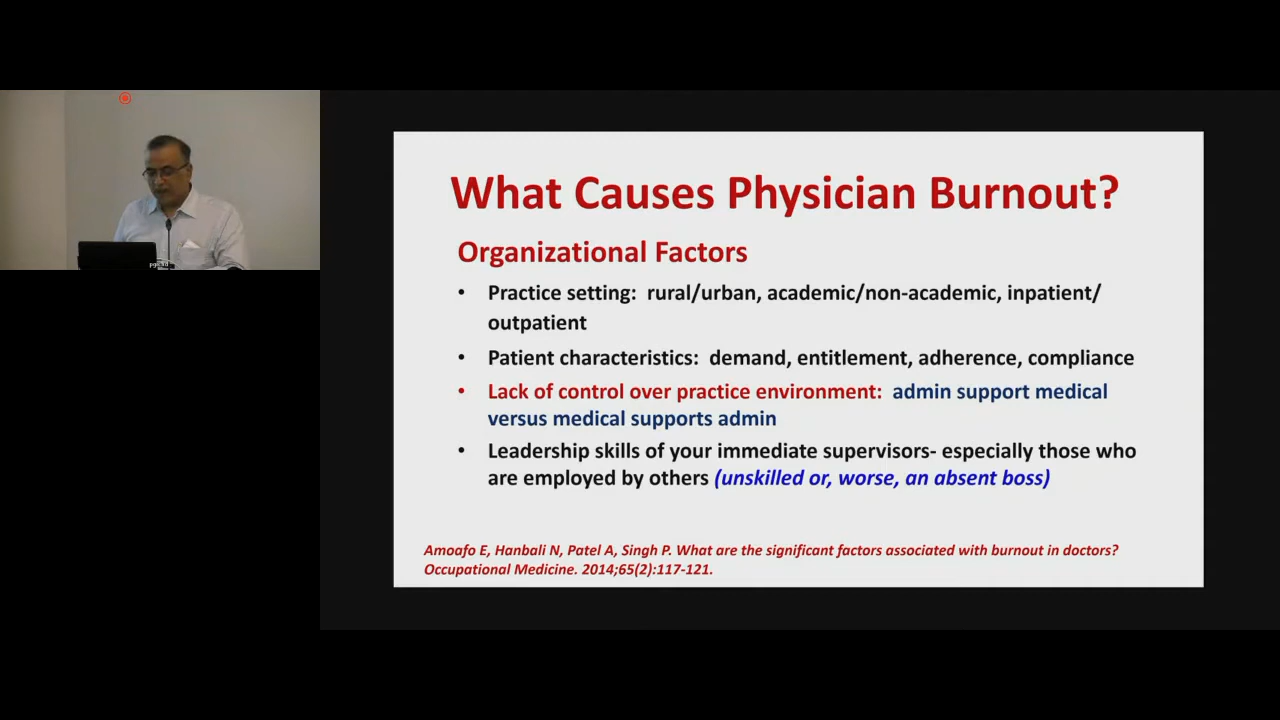 What Causes Physician Burnout?
Organizational Factors
• Practice setting: rural/urban, academic/non-academic, inpatient/
outpatient
• Patient characteristics: demand, entitlement, adherence, compliance
• Lack of control over practice environment: admin support medical
versus medical supports admin
• Leadership skills of your immediate supervisors- especially those who
are employed by others (unskilled or, worse, an absent boss)
Amoafo E, Hanbali N, Patel A, Singh P. What are the significant factors associated with burnout in doctors?
Occupational Medicine. 2014;65(2):117-121.